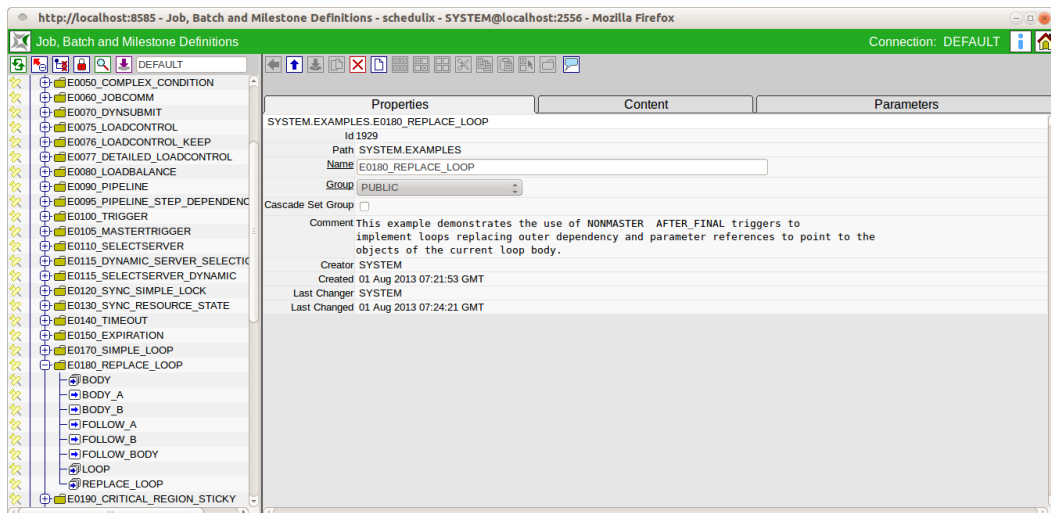 http://localhost:8585 - Job, Batch and Milestone Definitions - schedulix - SYSTEM@localhost:2556 - Mozilla Firefox
Job, Batch and Milestone Definitions
Connection: DEFAULT
DEFAULT
E0050_COMPLEX_CONDITION
E0060_JOBCOMM
E0070_DYNSUBMIT
E0075_LOADCONTROL
E0076_LOADCONTROL_KEEP
E0077_DETAILED_LOADCONTROL
E0080_LOADBALANCE
E0090_PIPELINE
E0095_PIPELINE_STEP_DEPENDENC
E0100_TRIGGER
E0105_MASTERTRIGGER
E0110_SELECTSERVER
E0115_DYNAMIC_SERVER_SELECTIO
E0115_SELECTSERVER_DYNAMIC
E0120_SYNC_SIMPLE_LOCK
E0130_SYNC_RESOURCE_STATE
E0140_TIMEOUT
E0150_EXPIRATION
E0170_SIMPLE_LOOP
E0180_REPLACE_LOOP
BODY
BODY_A
BODY_B
FOLLOW_A
FOLLOW_B
FOLLOW_BODY
LOOP
REPLACE_LOOP
E0190_CRITICAL_REGION_STICKY
Properties
Content
Parameters
SYSTEM.EXAMPLES.E0180_REPLACE_LOOP
Id 1929
Path SYSTEM.EXAMPLES
Name E0180_REPLACE_LOOP
Group PUBLIC
Cascade Set Group
Comment This example demonstrates the use of NONMASTER AFTER_FINAL triggers to
implement loops replacing outer dependency and parameter references to point to the
objects of the current loop body.
Creator SYSTEM
Created 01 Aug 2013 07:21:53 GMT
Last Changer SYSTEM
Last Changed 01 Aug 2013 07:24:21 GMT